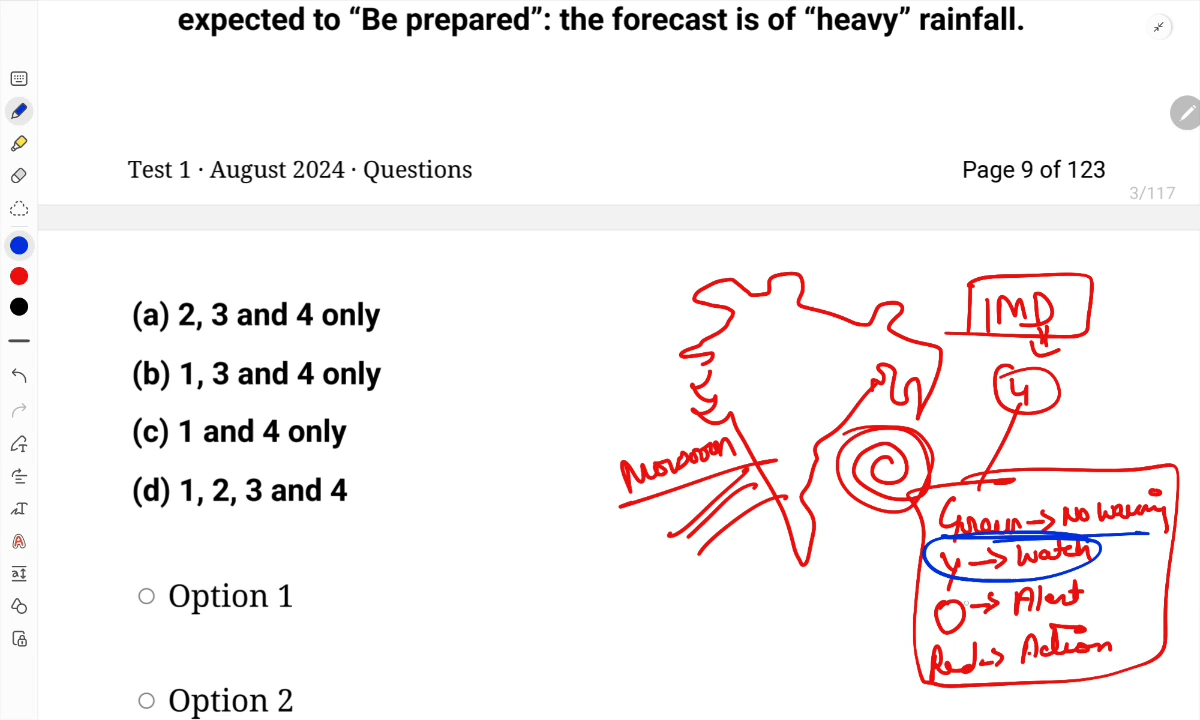 expected to “Be prepared”: the forecast is of “heavy” rainfall.
Test 1 · August 2024 · Questions
Page 9 of 123
3/117
(a) 2, 3 and 4 only
(b) 1, 3 and 4 only
(c) 1 and 4 only
(d) 1, 2, 3 and 4
Option 1
Option 2
IMD
4
Monsoon
Green → No Warning
Y → Watch
O → Alert
Red → Action